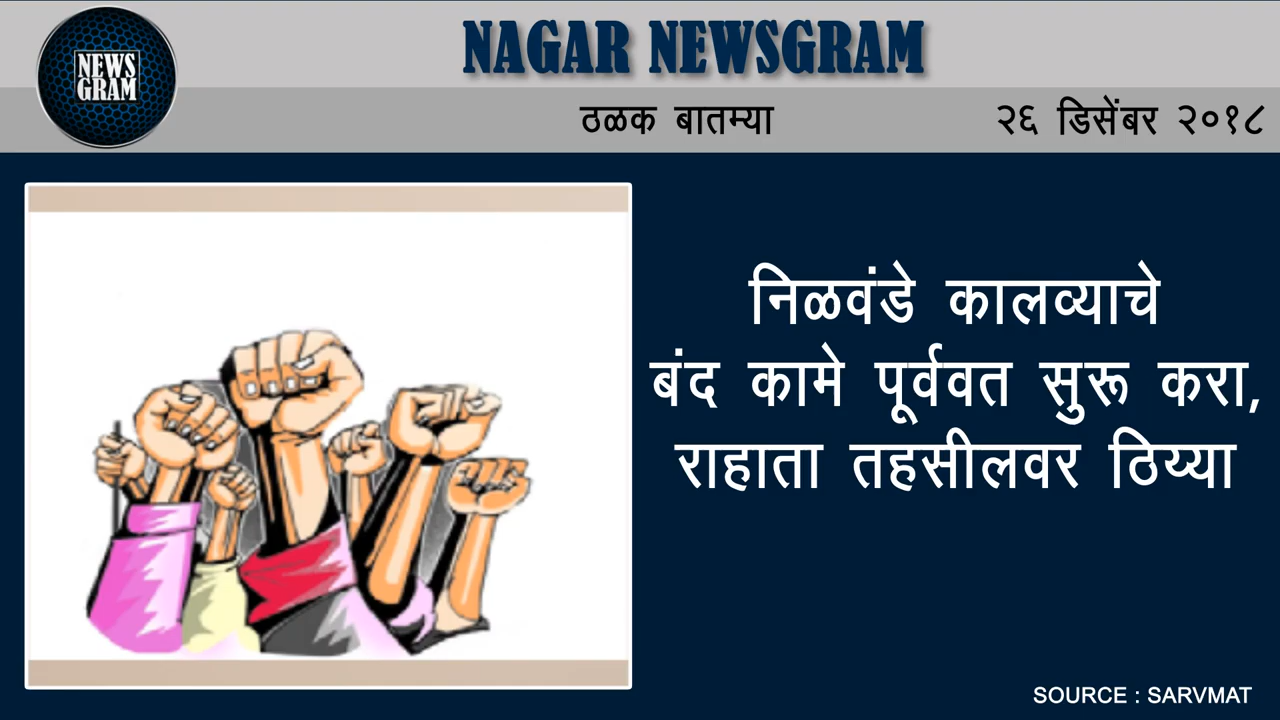 NEWS
GRAM
NAGAR NEWSGRAM
ठळक बातम्या
२६ डिसेंबर २०१८
निळवंडे कालव्याचे
बंद कामे पूर्ववत सुरू करा,
राहाता तहसीलवर ठिय्या
SOURCE : SARVMAT